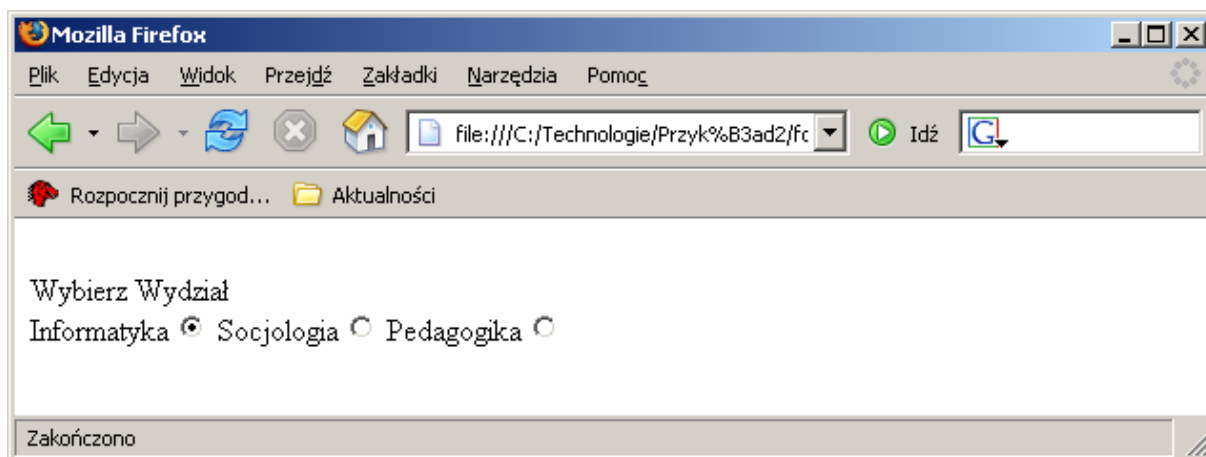 Mozilla Firefox
Plik Edycja Widok Przejdź Zakładki Narzędzia Pomoc
file:///C:/Technologie/Przyk%B3ad2/fc Idź G
Rozpocznij przygod... Aktualności
Wybierz Wydział
Informatyka Socjologia Pedagogika
Zakończono